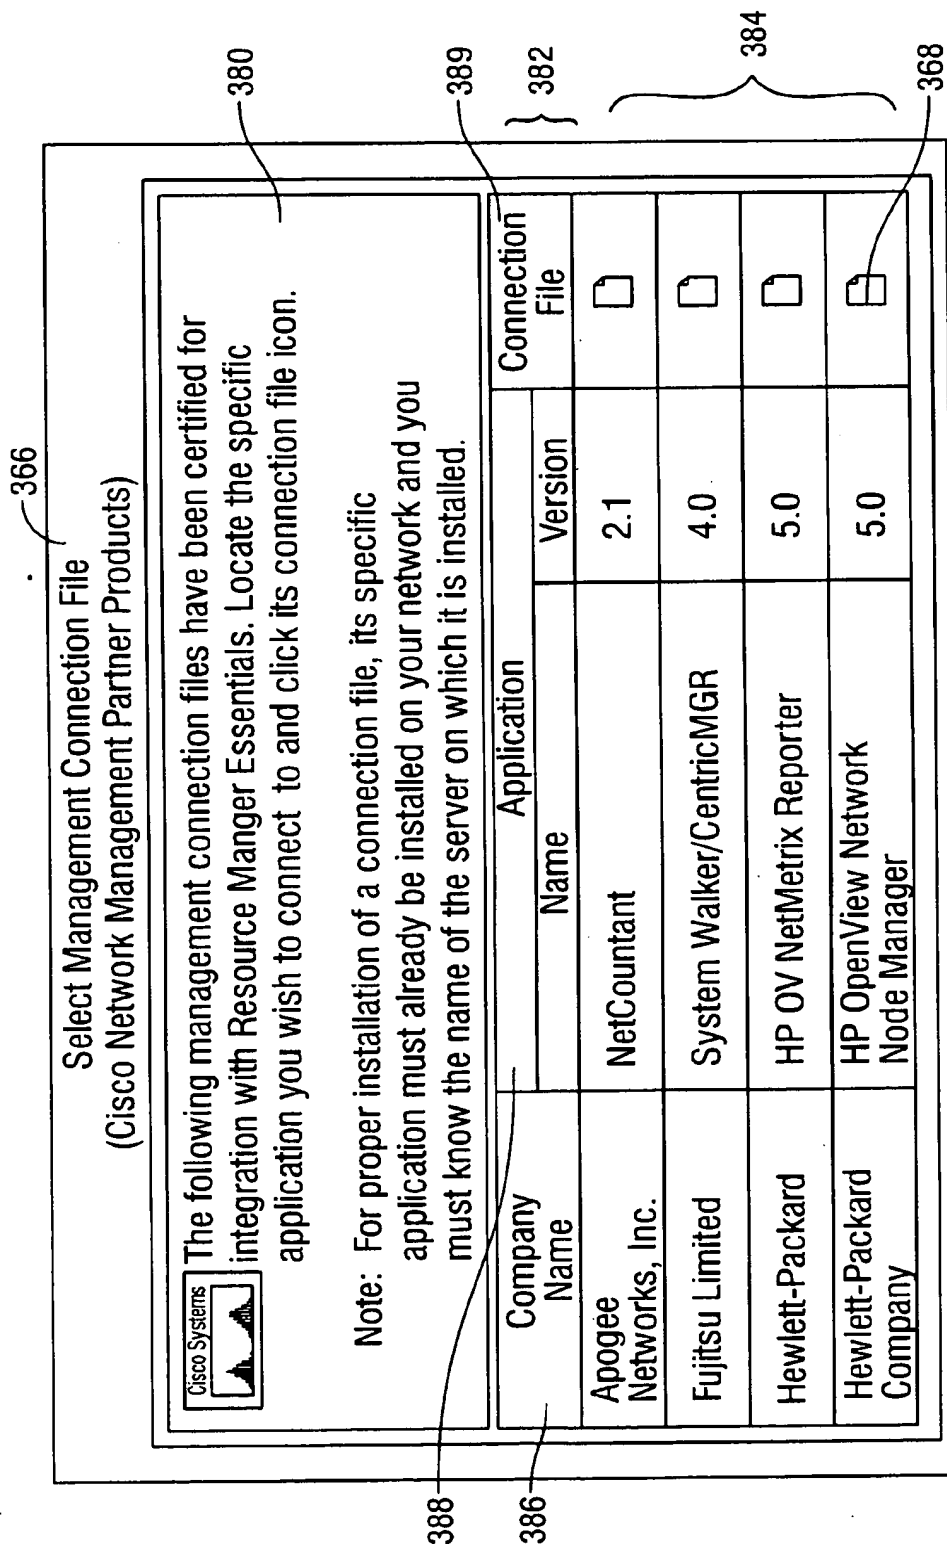 366
Select Management Connection File
(Cisco Network Management Partner Products)
Cisco Systems
The following management connection files have been certified for
integration with Resource Manger Essentials. Locate the specific
application you wish to connect to and click its connection file icon.
380
Note: For proper installation of a connection file, its specific
application must already be installed on your network and you
must know the name of the server on which it is installed.
388
386
389
382
384
368
Company
Name
Application
Name
Version
Connection
File
Apogee
Networks, Inc.
NetCountant
2.1
Fujitsu Limited
System Walker/CentricMGR
4.0
Hewlett-Packard
HP OV NetMetrix Reporter
5.0
Hewlett-Packard
Company
HP OpenView Network
Node Manager
5.0